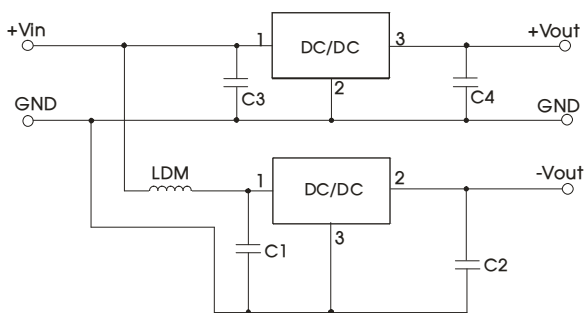 +Vin
1
DC/DC
3
+Vout
2
C3
C4
GND
GND
LDM
1
DC/DC
2
-Vout
3
C1
C2